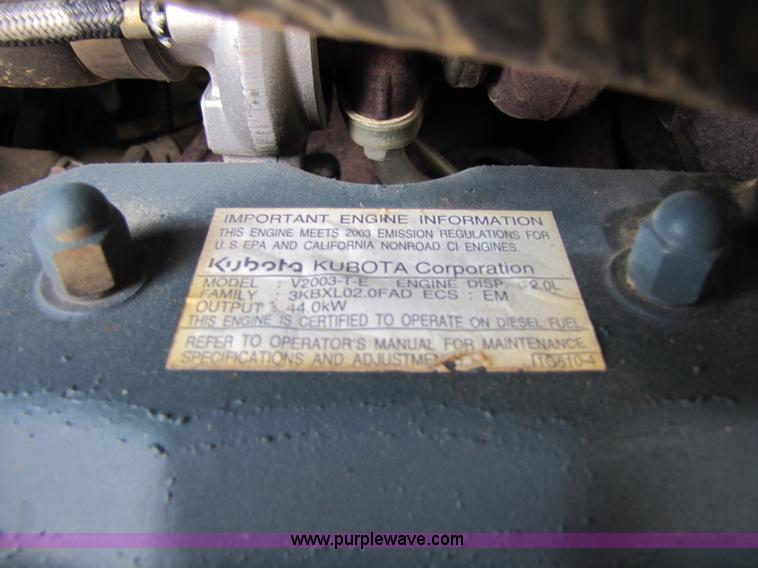 IMPORTANT ENGINE INFORMATION
THIS ENGINE MEETS 2003 EMISSION REGULATIONS FOR
U.S. EPA AND CALIFORNIA NONROAD CI ENGINES.
Kubota KUBOTA Corporation
MODEL : V2003-T-E ENGINE DISP. : 2.0L
FAMILY : 3KBXL02.0FAD ECS : EM
OUTPUT : 44.0kW
THIS ENGINE IS CERTIFIED TO OPERATE ON DIESEL FUEL
REFER TO OPERATOR'S MANUAL FOR MAINTENANCE
SPECIFICATIONS AND ADJUSTMENT
www.purplewave.com